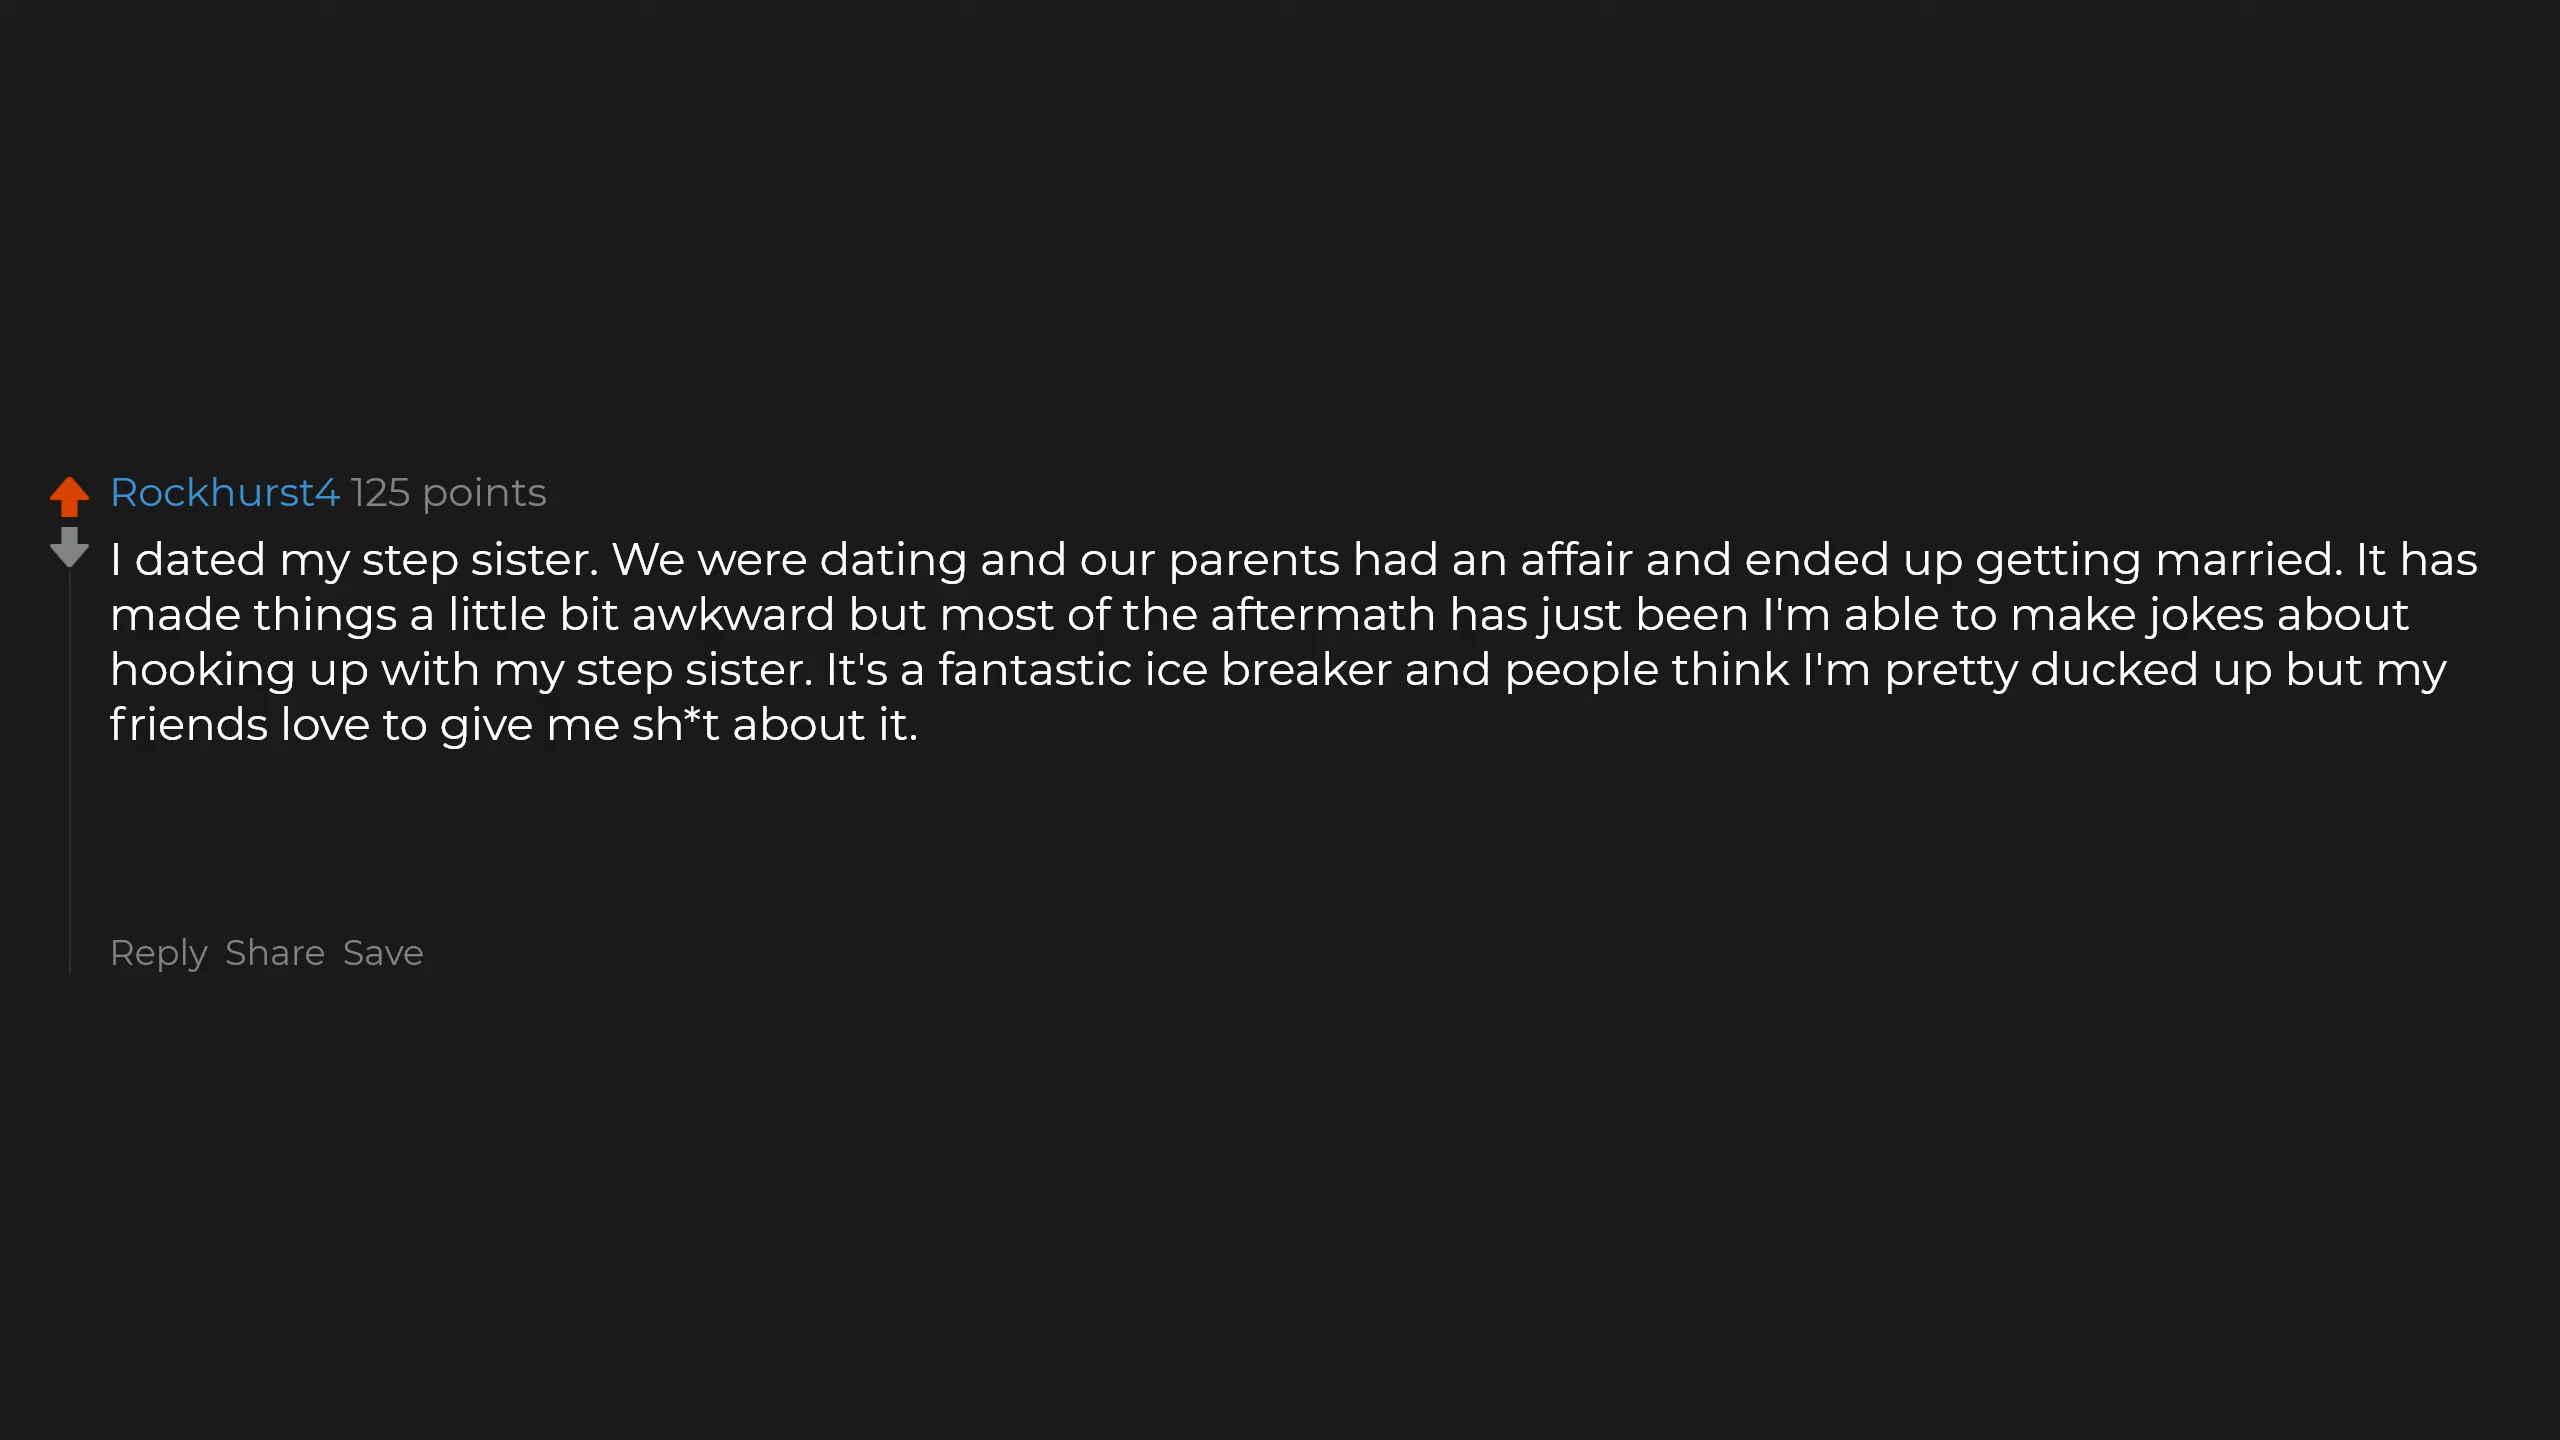 Rockhurst4 125 points
I dated my step sister. We were dating and our parents had an affair and ended up getting married. It has
made things a little bit awkward but most of the aftermath has just been I'm able to make jokes about
hooking up with my step sister. It's a fantastic ice breaker and people think I'm pretty ducked up but my
friends love to give me sh*t about it.
Reply Share Save